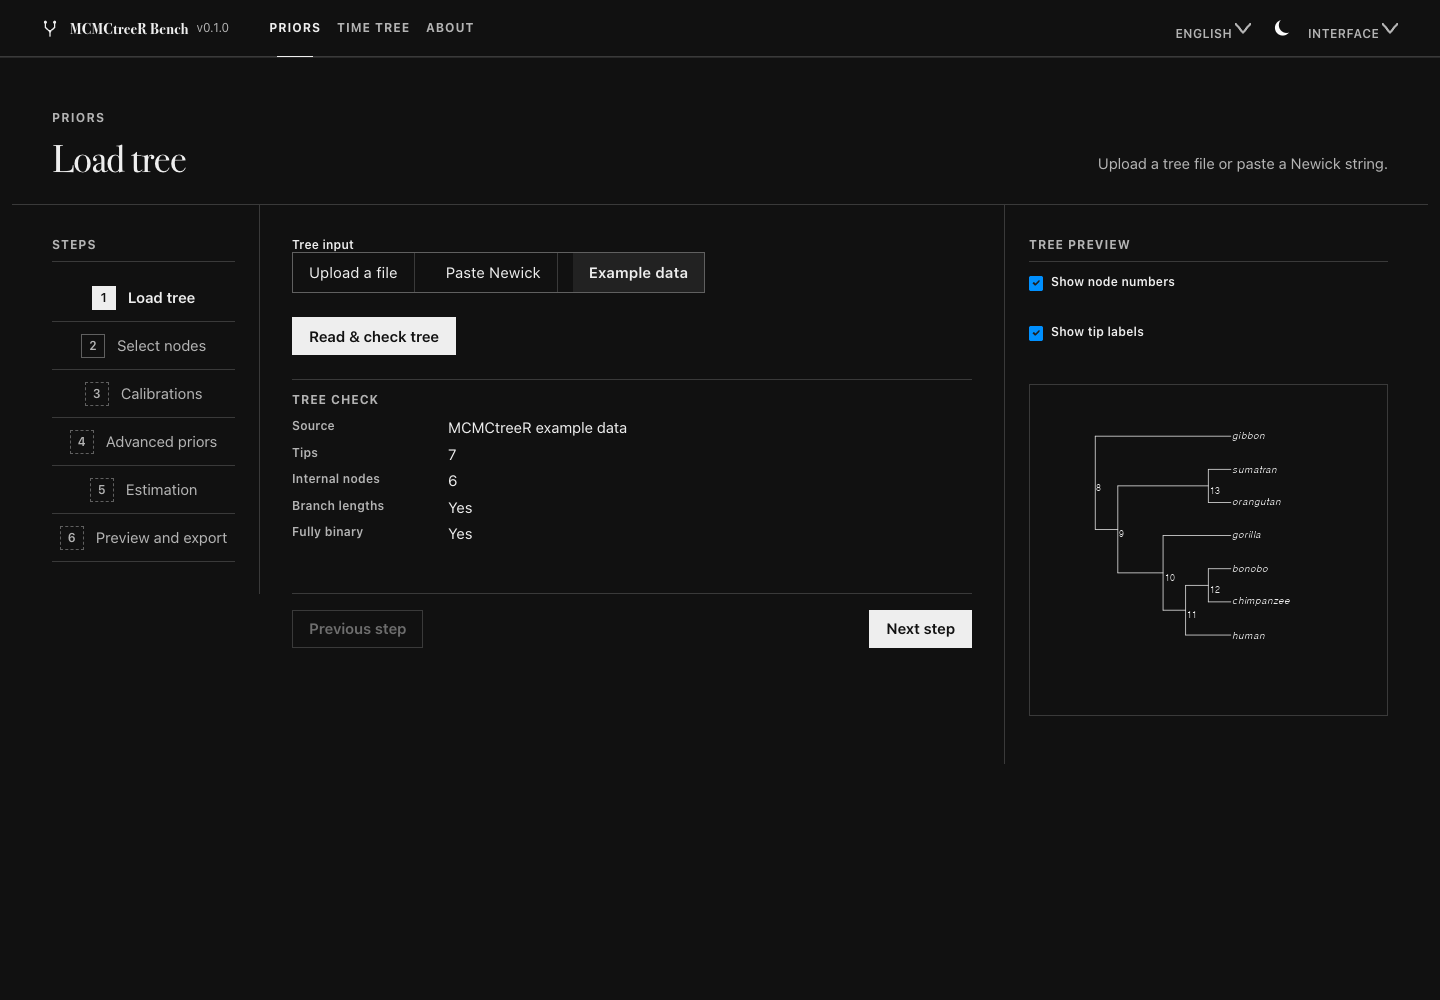 MCMCtreeR Bench v0.1.0 PRIORS TIME TREE ABOUT ENGLISH INTERFACE
PRIORS
Load tree
Upload a tree file or paste a Newick string.
STEPS
1 Load tree
2 Select nodes
3 Calibrations
4 Advanced priors
5 Estimation
6 Preview and export
Tree input
Upload a file Paste Newick Example data
Read & check tree
TREE CHECK
Source MCMCtreeR example data
Tips 7
Internal nodes 6
Branch lengths Yes
Fully binary Yes
Previous step Next step
TREE PREVIEW
Show node numbers
Show tip labels
gibbon
sumatran
8
13
orangutan
9
gorilla
bonobo
10
12
chimpanzee
11
human